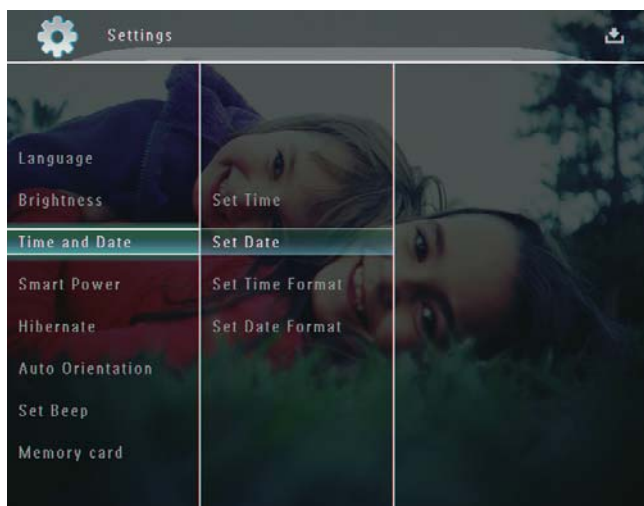 Settings
Language
Brightness
Time and Date
Smart Power
Hibernate
Auto Orientation
Set Beep
Memory card
Set Time
Set Date
Set Time Format
Set Date Format